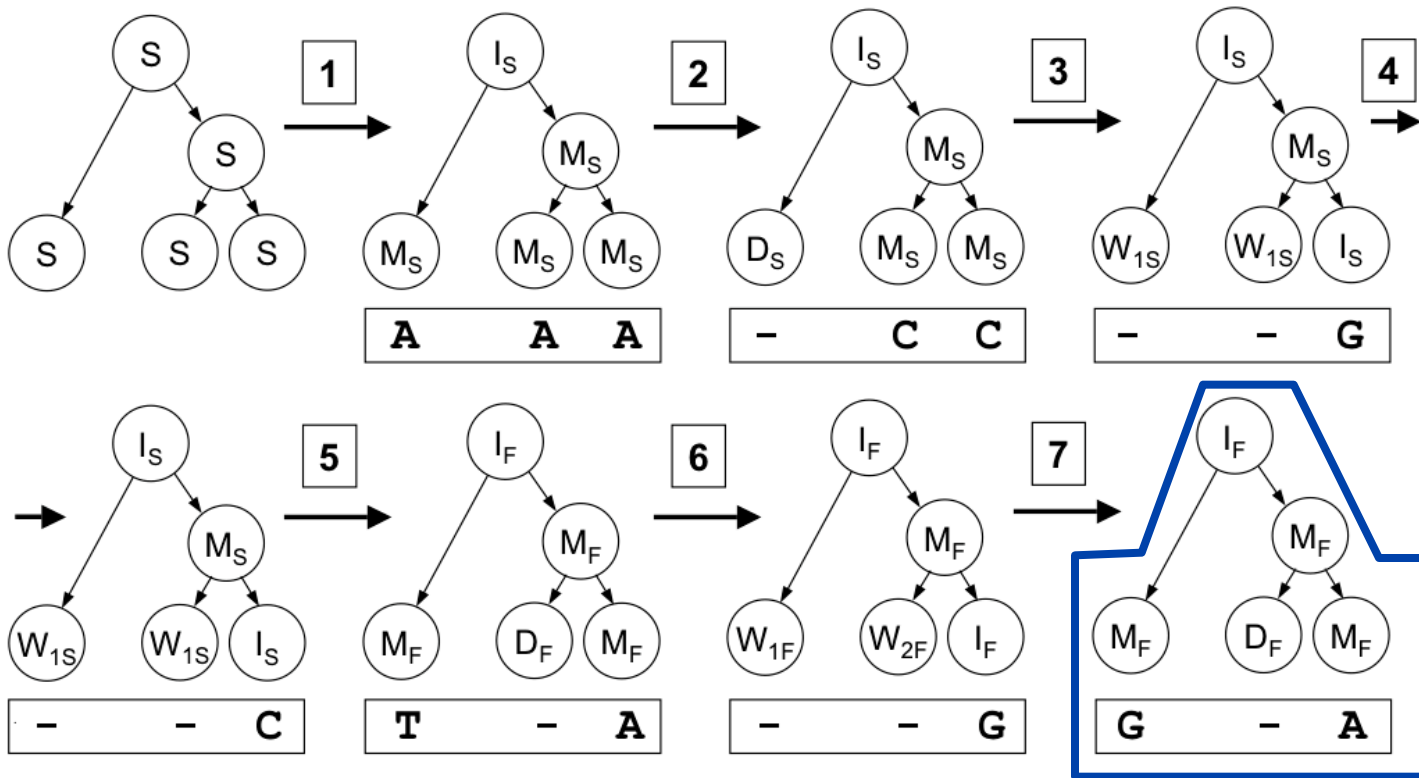 S S S S S
1
I_S M_S M_S M_S M_S
A A A
2
I_S M_S D_S M_S M_S
- C C
3
I_S M_S W_1S W_1S I_S
- - G
4
I_S M_S W_1S W_1S I_S
- - C
5
I_F M_F M_F D_F M_F
T - A
6
I_F M_F W_1F W_2F I_F
- - G
7
I_F M_F M_F D_F M_F
G - A